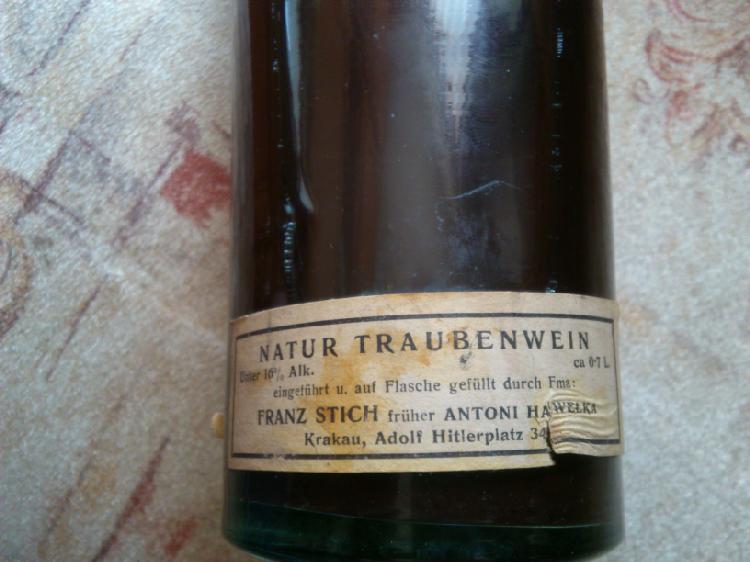 NATUR TRAUBENWEIN
Unter 16% Alk. ca 0·7 L.
eingeführt u. auf Flasche gefüllt durch Fma:
FRANZ STICH früher ANTONI HAWEŁKA
Krakau, Adolf Hitlerplatz 34